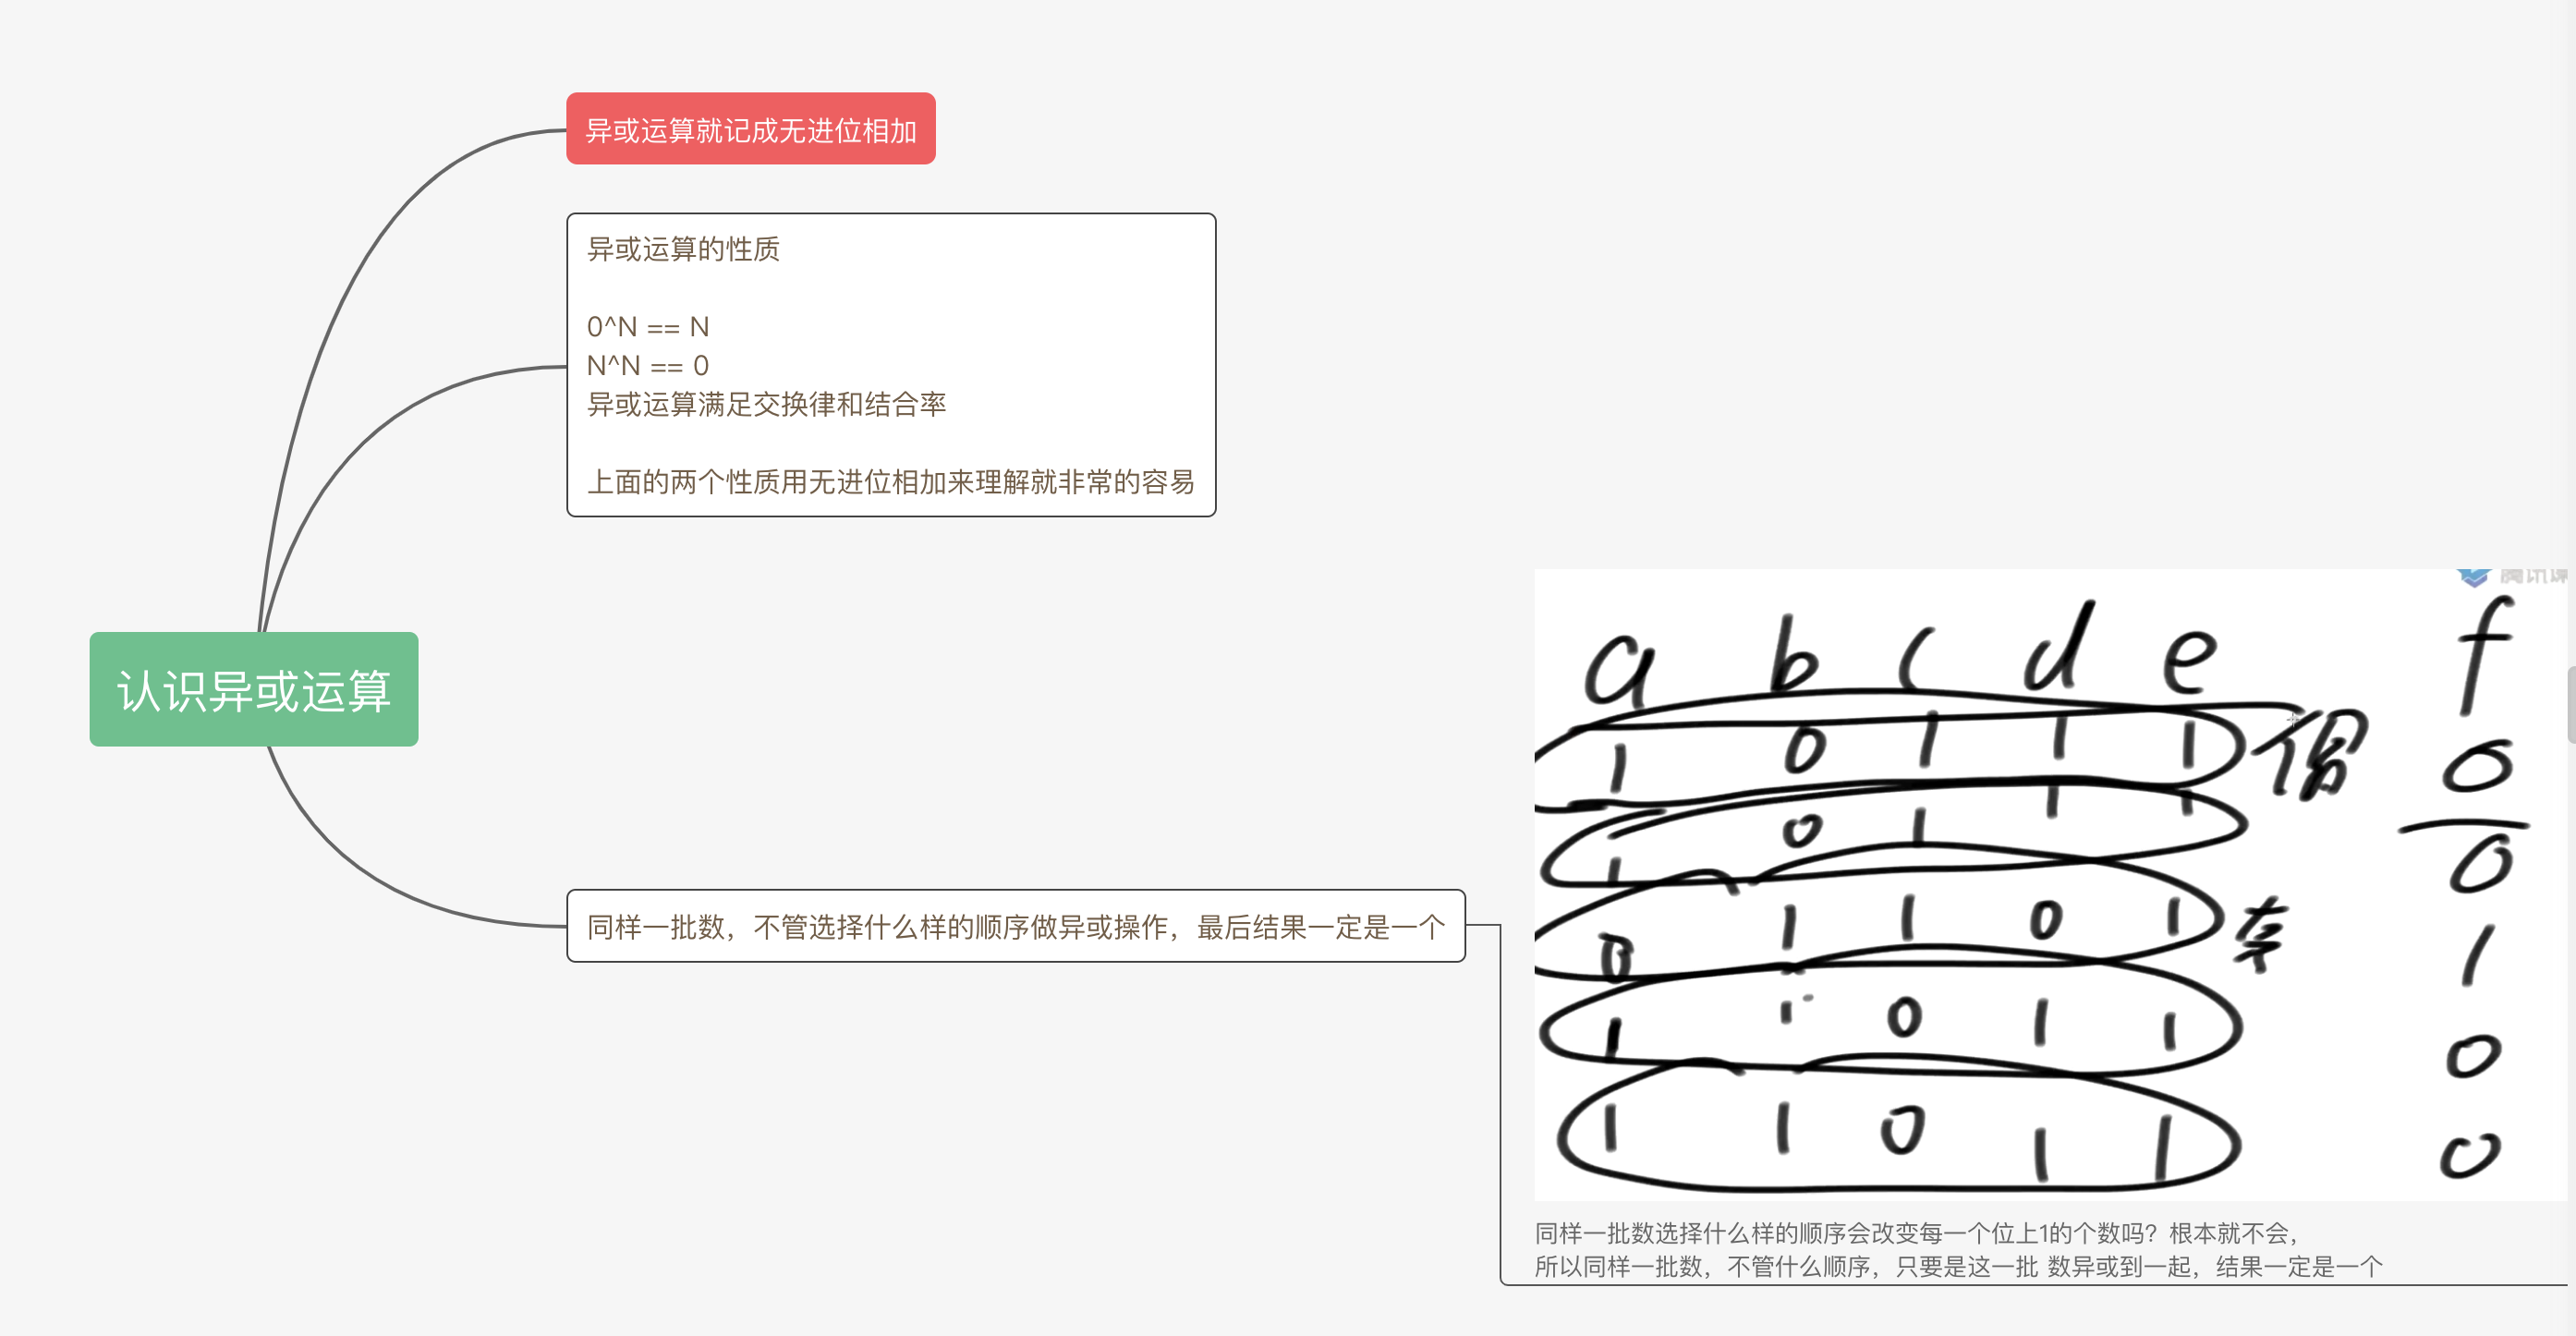 异或运算就记成无进位相加
异或运算的性质
0^N == N
N^N == 0
异或运算满足交换律和结合率
上面的两个性质用无进位相加来理解就非常的容易
认识异或运算
同样一批数，不管选择什么样的顺序做异或操作，最后结果一定是一个
腾讯课
a b c d e f
1 0 1 1 1 偶 0
1 0 1 1 1 0
0 1 1 0 1 奇 1
1 1 0 1 1 0
1 1 0 1 1 0
同样一批数选择什么样的顺序会改变每一个位上1的个数吗？根本就不会，
所以同样一批数，不管什么顺序，只要是这一批 数异或到一起，结果一定是一个